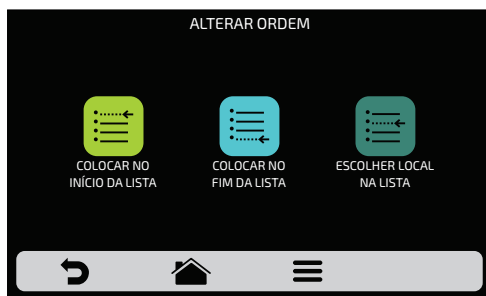 ALTERAR ORDEM
COLOCAR NO
INÍCIO DA LISTA
COLOCAR NO
FIM DA LISTA
ESCOLHER LOCAL
NA LISTA